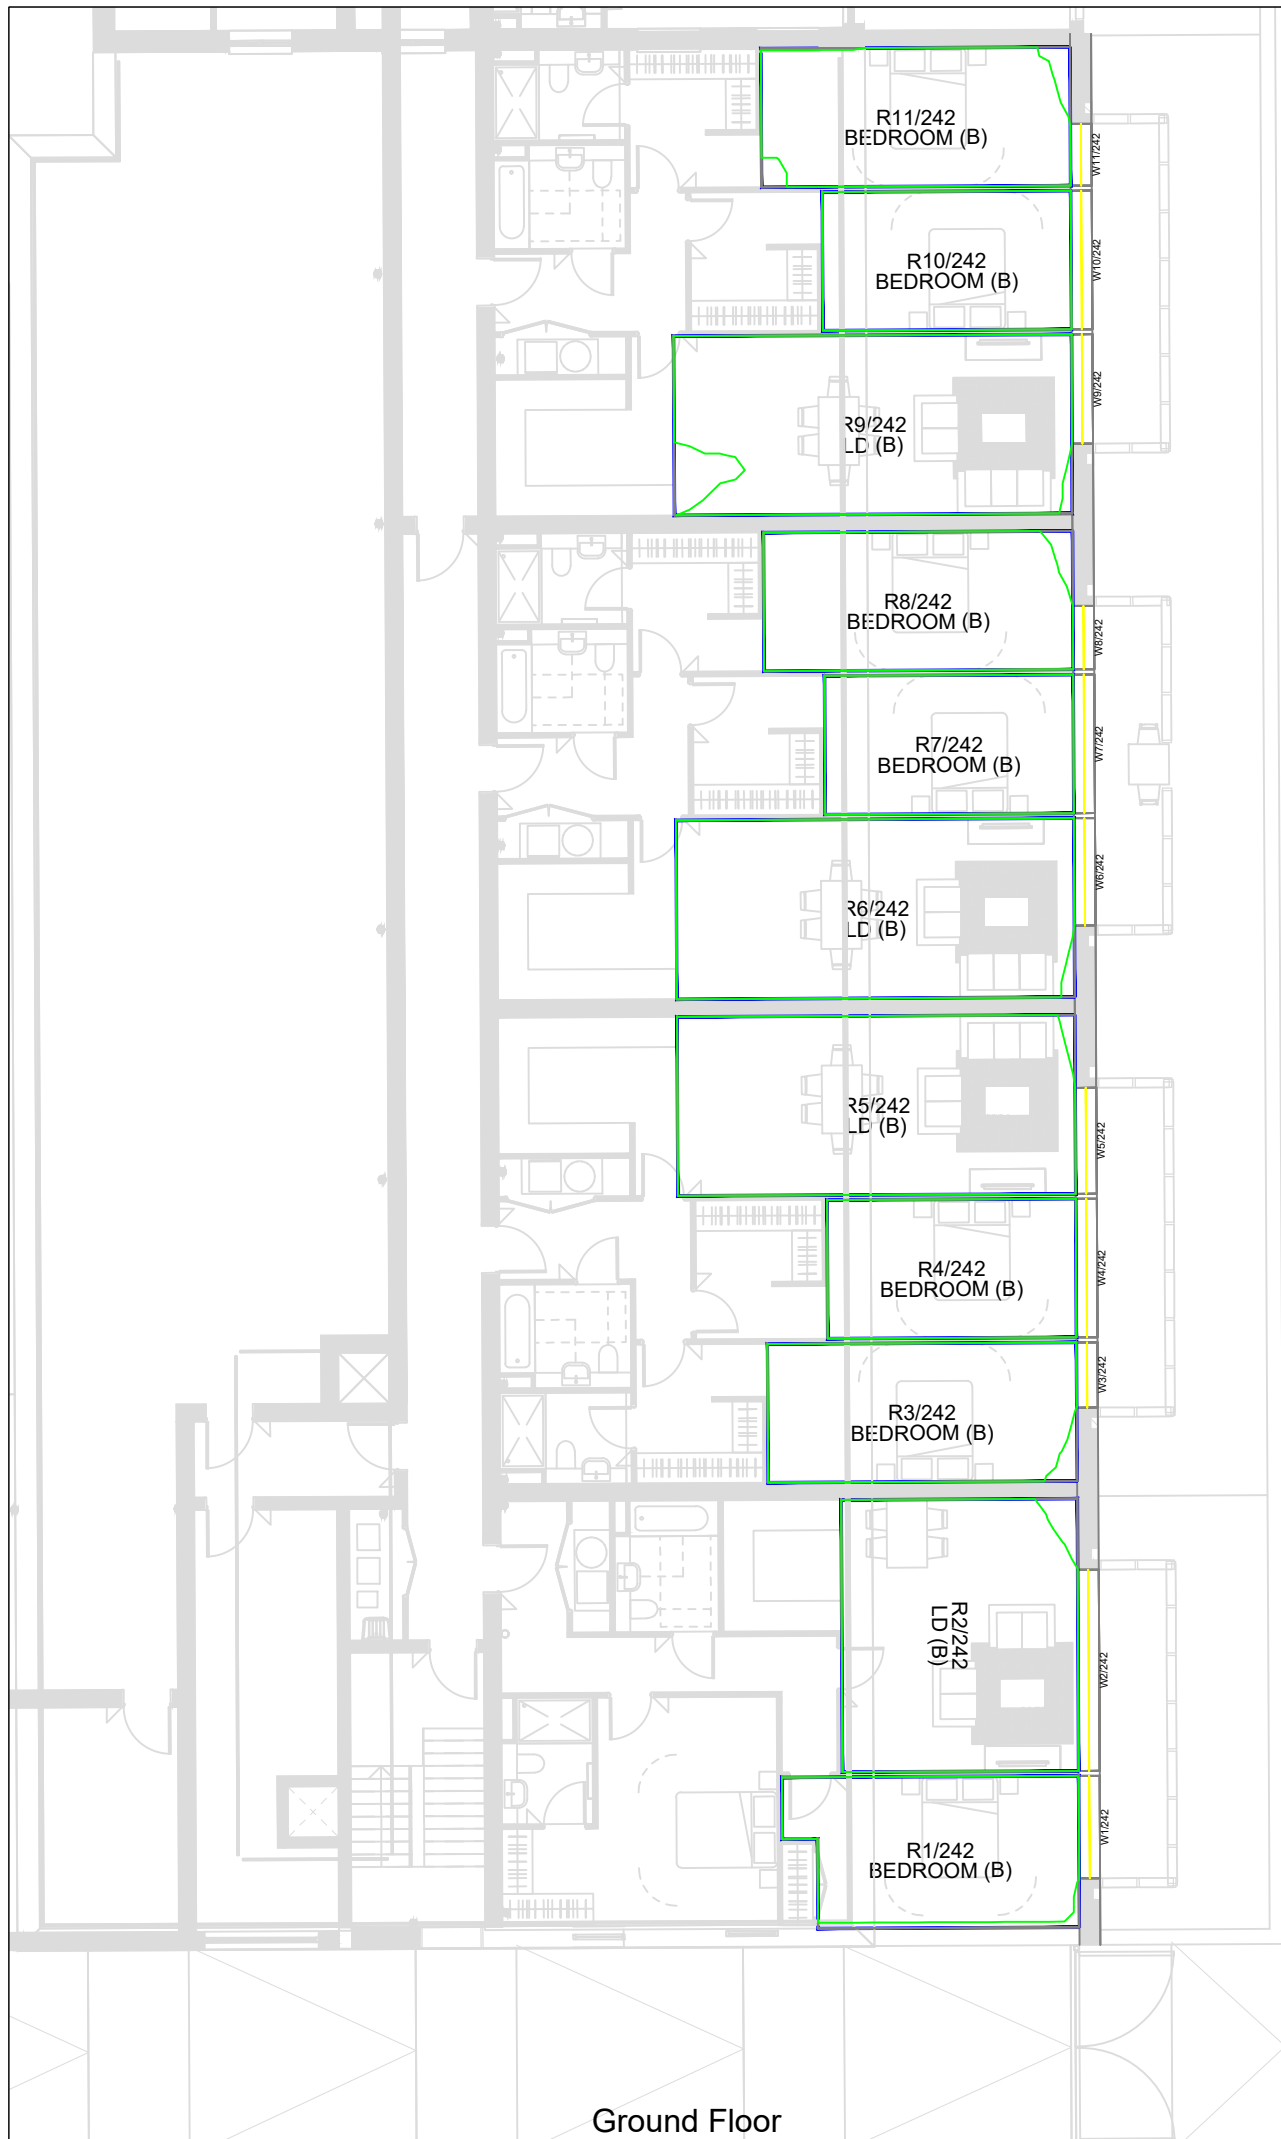 R11/242
BEDROOM (B)
W11/242
R10/242
BEDROOM (B)
W10/242
R9/242
LD (B)
W9/242
R8/242
BEDROOM (B)
W8/242
R7/242
BEDROOM (B)
W7/242
R6/242
LD (B)
W6/242
R5/242
LD (B)
W5/242
R4/242
BEDROOM (B)
W4/242
R3/242
BEDROOM (B)
W3/242
R2/242
LD (B)
W2/242
R1/242
BEDROOM (B)
W1/242
Ground Floor